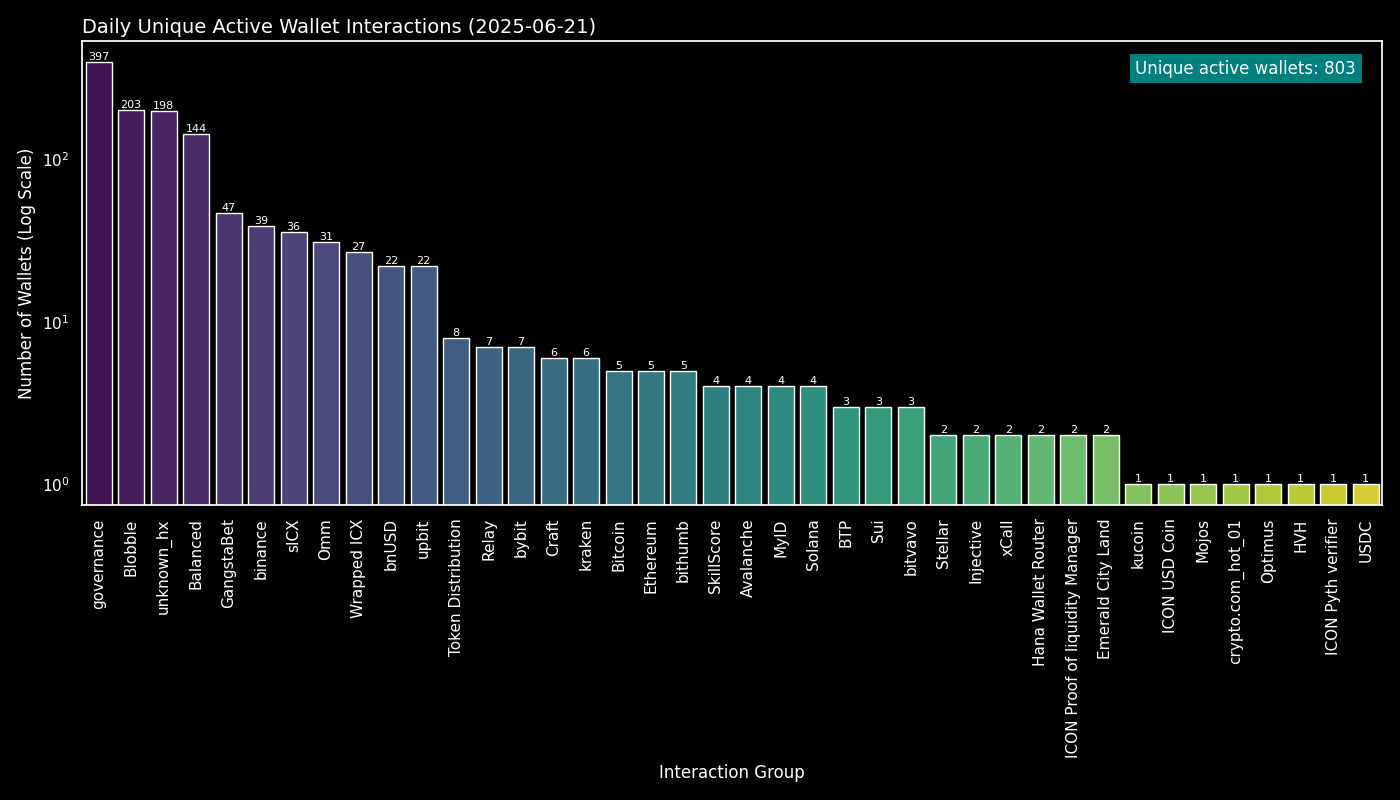 Daily Unique Active Wallet Interactions (2025-06-21)
Unique active wallets: 803
Number of Wallets (Log Scale)
10²
10¹
10⁰
397
203
198
144
47
39
36
31
27
22
22
8
7
7
6
6
5
5
5
4
4
4
4
3
3
3
2
2
2
2
2
2
1
1
1
1
1
1
1
1
governance
Blobble
unknown_hx
Balanced
GangstaBet
binance
sICX
Omm
Wrapped ICX
bnUSD
upbit
Token Distribution
Relay
bybit
Craft
kraken
Bitcoin
Ethereum
bithumb
SkillScore
Avalanche
MyID
Solana
BTP
Sui
bitvavo
Stellar
Injective
xCall
Hana Wallet Router
ICON Proof of liquidity Manager
Emerald City Land
kucoin
ICON USD Coin
Mojos
crypto.com_hot_01
Optimus
HVH
ICON Pyth verifier
USDC
Interaction Group